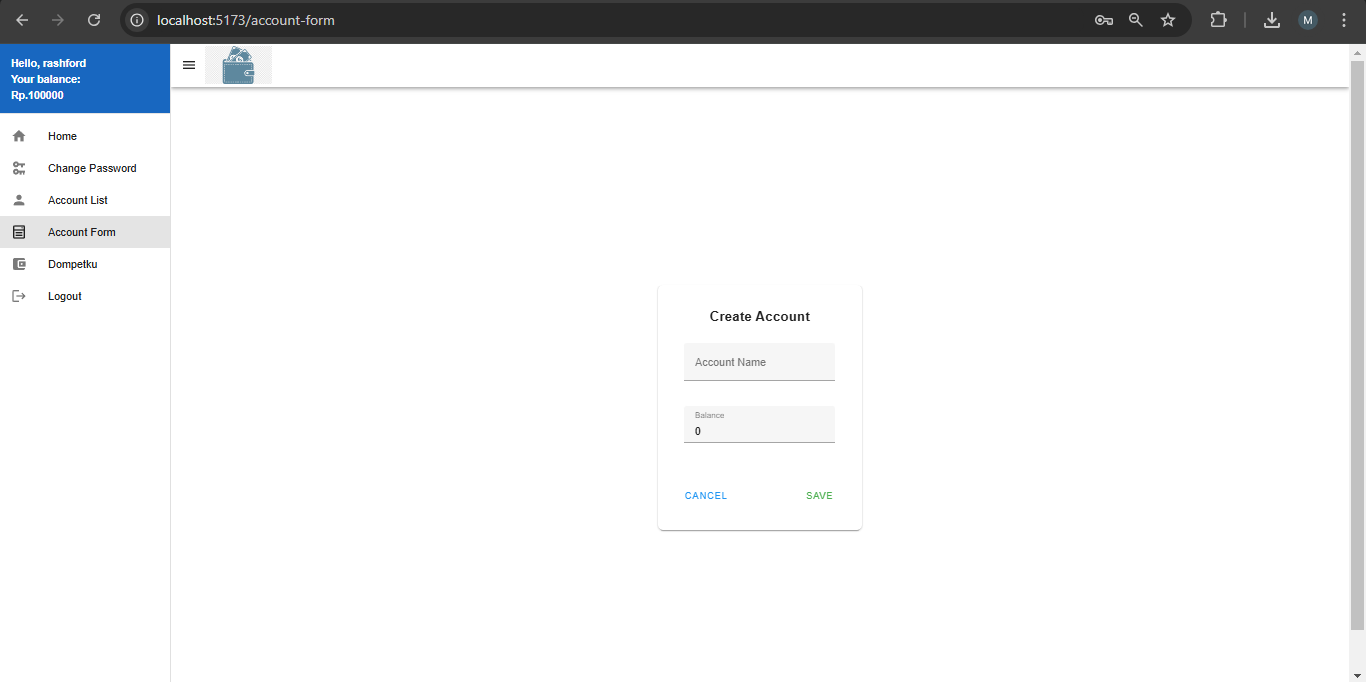 localhost:5173/account-form
M
Hello, rashford
Your balance:
Rp.100000
Home
Change Password
Account List
Account Form
Dompetku
Logout
Create Account
Account Name
Balance
0
CANCEL
SAVE